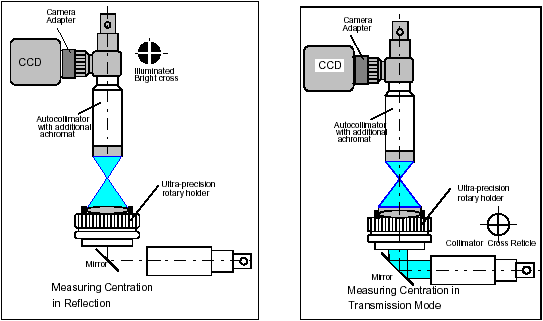 Camera
Adapter
CCD
Illuminated
Bright cross
Autocollimator
with additional
achromat
Ultra-precision
rotary holder
Mirror
Measuring Centration
in Reflection
Camera
Adapter
CCD
Autocollimator
with additional
achromat
Ultra-precision
rotary holder
Collimator Cross Reticle
Mirror
Measuring Centration in
Transmission Mode